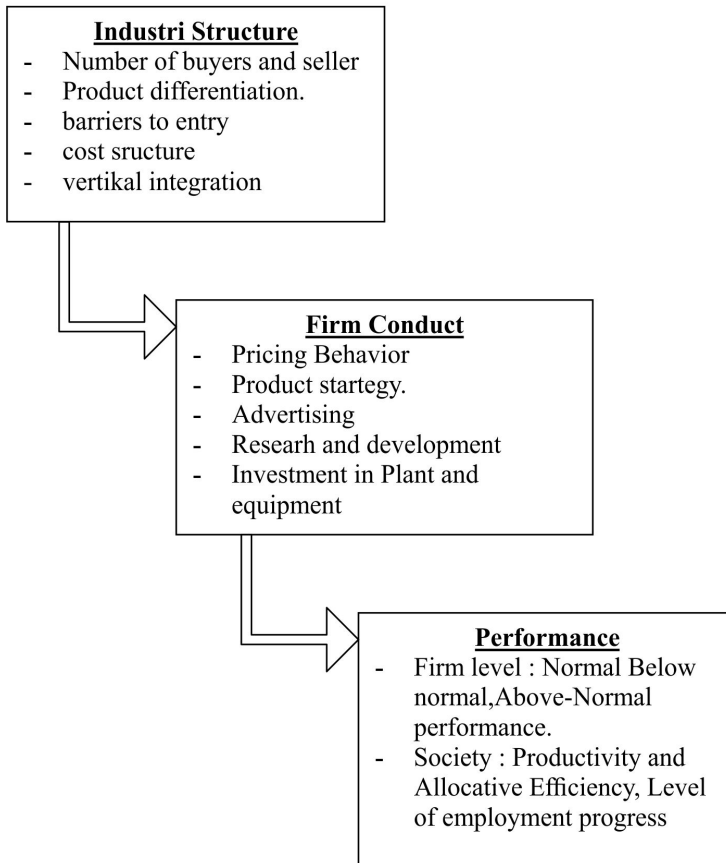 Industri Structure
- Number of buyers and seller
- Product differentiation.
- barriers to entry
- cost sructure
- vertikal integration
Firm Conduct
- Pricing Behavior
- Product startegy.
- Advertising
- Researh and development
- Investment in Plant and
equipment
Performance
- Firm level : Normal Below
normal,Above-Normal
performance.
- Society : Productivity and
Allocative Efficiency, Level
of employment progress